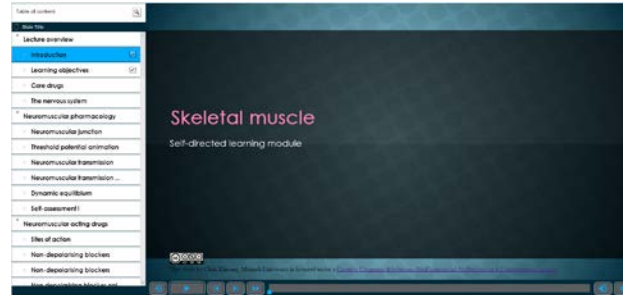 Table of content
Slide Title
Lecture overview
Introduction
Learning objectives
Core drugs
The nervous system
Neuromuscular pharmacology
Neuromuscular junction
Threshold potential animation
Neuromuscular transmission
Neuromuscular transmission ...
Dynamic equilibrium
Self-assessment I
Neuromuscular acting drugs
Sites of action
Non-depolarising blockers
Non-depolarising blockers
Skeletal muscle
Self-directed learning module